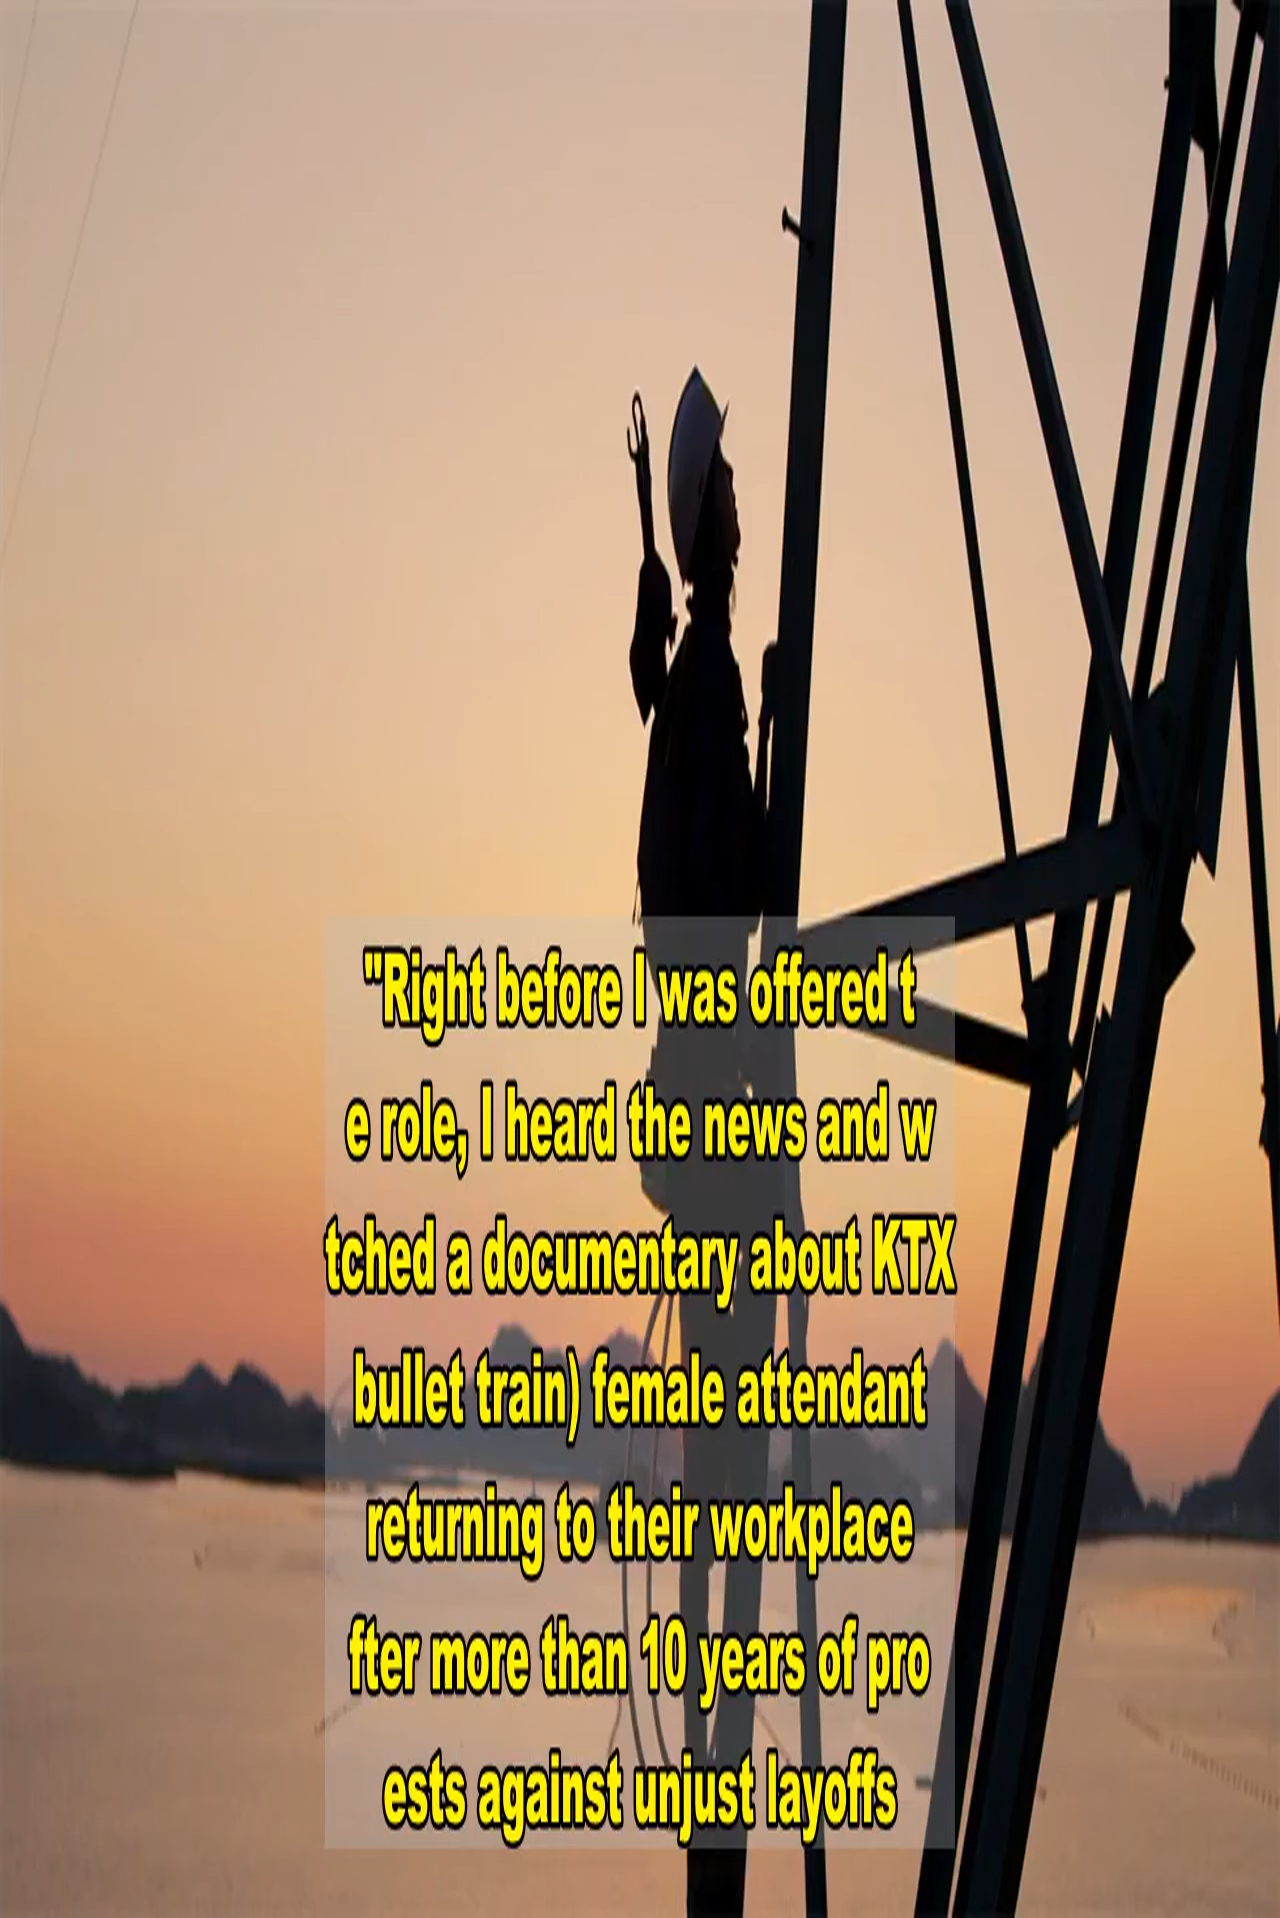 "Right before I was offered t
e role, I heard the news and w
tched a documentary about KTX
bullet train) female attendant
returning to their workplace
fter more than 10 years of pro
ests against unjust layoffs